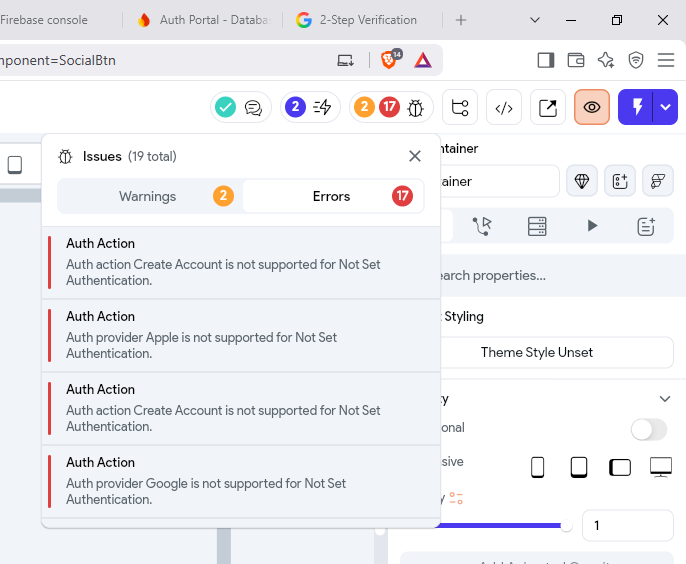 Firebase console
Auth Portal - Databa
2-Step Verification
mponent=SocialBtn
14
2
2
17
</>
Issues (19 total)
Warnings
2
Errors
17
Auth Action
Auth action Create Account is not supported for Not Set
Authentication.
Auth Action
Auth provider Apple is not supported for Not Set
Authentication.
Auth Action
Auth action Create Account is not supported for Not Set
Authentication.
Auth Action
Auth provider Google is not supported for Not Set
Authentication.
ntainer
ainer
earch properties...
t Styling
Theme Style Unset
ty
onal
sive
y
1